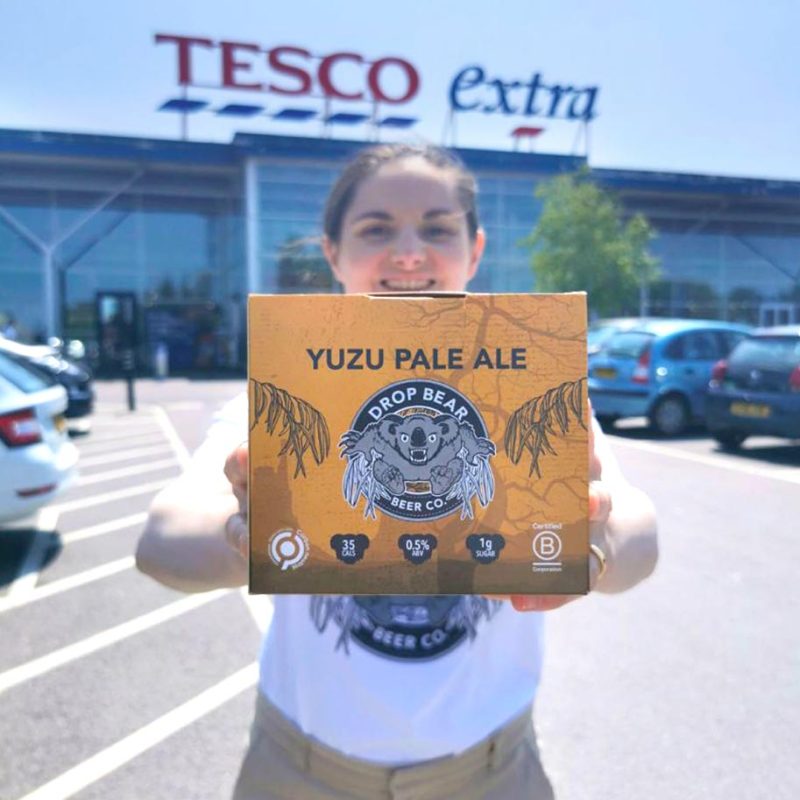 TESCO extra
YUZU PALE ALE
DROP BEAR
BEER CO.
35
CALS
0.5%
ABV
1g
SUGAR
Certified
B
Corporation
BEER CO.